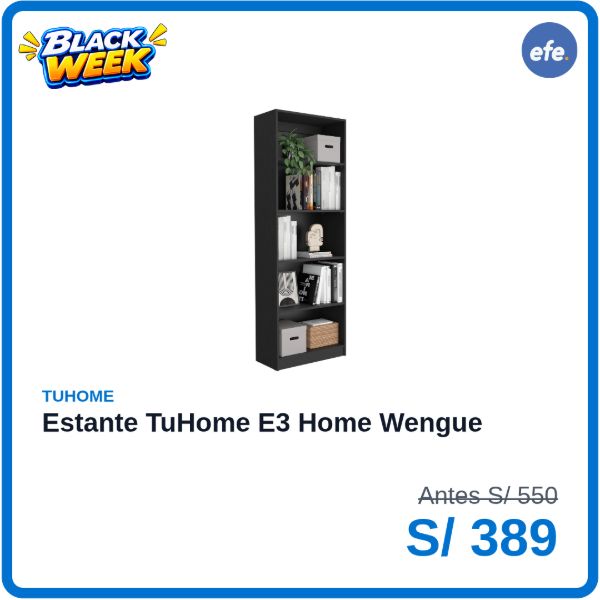 BLACK
WEEK
efe.
TUHOME
Estante TuHome E3 Home Wengue
Antes S/ 550
S/ 389